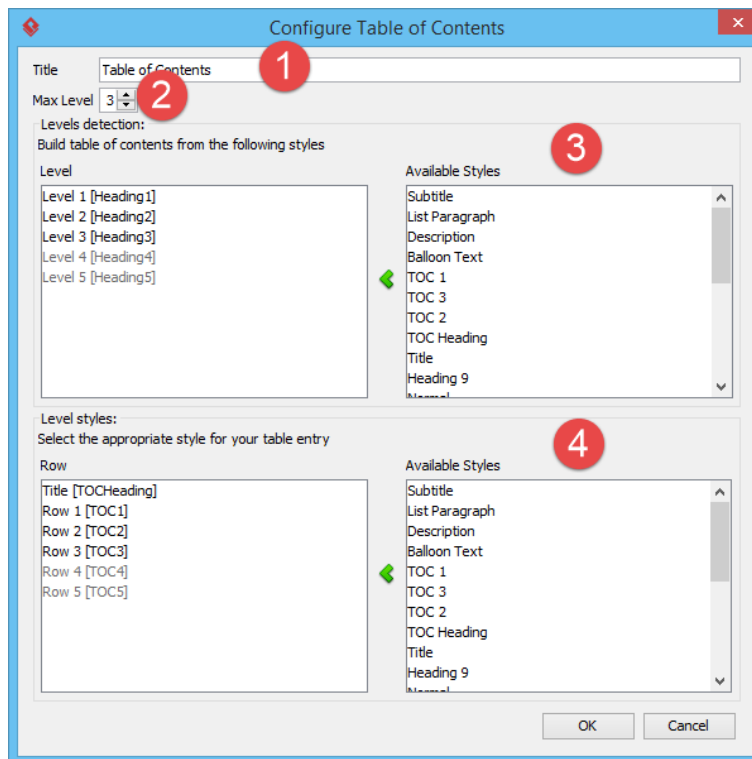 Configure Table of Contents
Title Table of Contents 1
Max Level 3 2
Levels detection:
Build table of contents from the following styles 3
Level Available Styles
Level 1 [Heading1] Subtitle
Level 2 [Heading2] List Paragraph
Level 3 [Heading3] Description
Level 4 [Heading4] Balloon Text
Level 5 [Heading5] TOC 1
TOC 3
TOC 2
TOC Heading
Title
Heading 9
Normal
Level styles:
Select the appropriate style for your table entry 4
Row Available Styles
Title [TOCHeading] Subtitle
Row 1 [TOC1] List Paragraph
Row 2 [TOC2] Description
Row 3 [TOC3] Balloon Text
Row 4 [TOC4] TOC 1
Row 5 [TOC5] TOC 3
TOC 2
TOC Heading
Title
Heading 9
Normal
OK Cancel